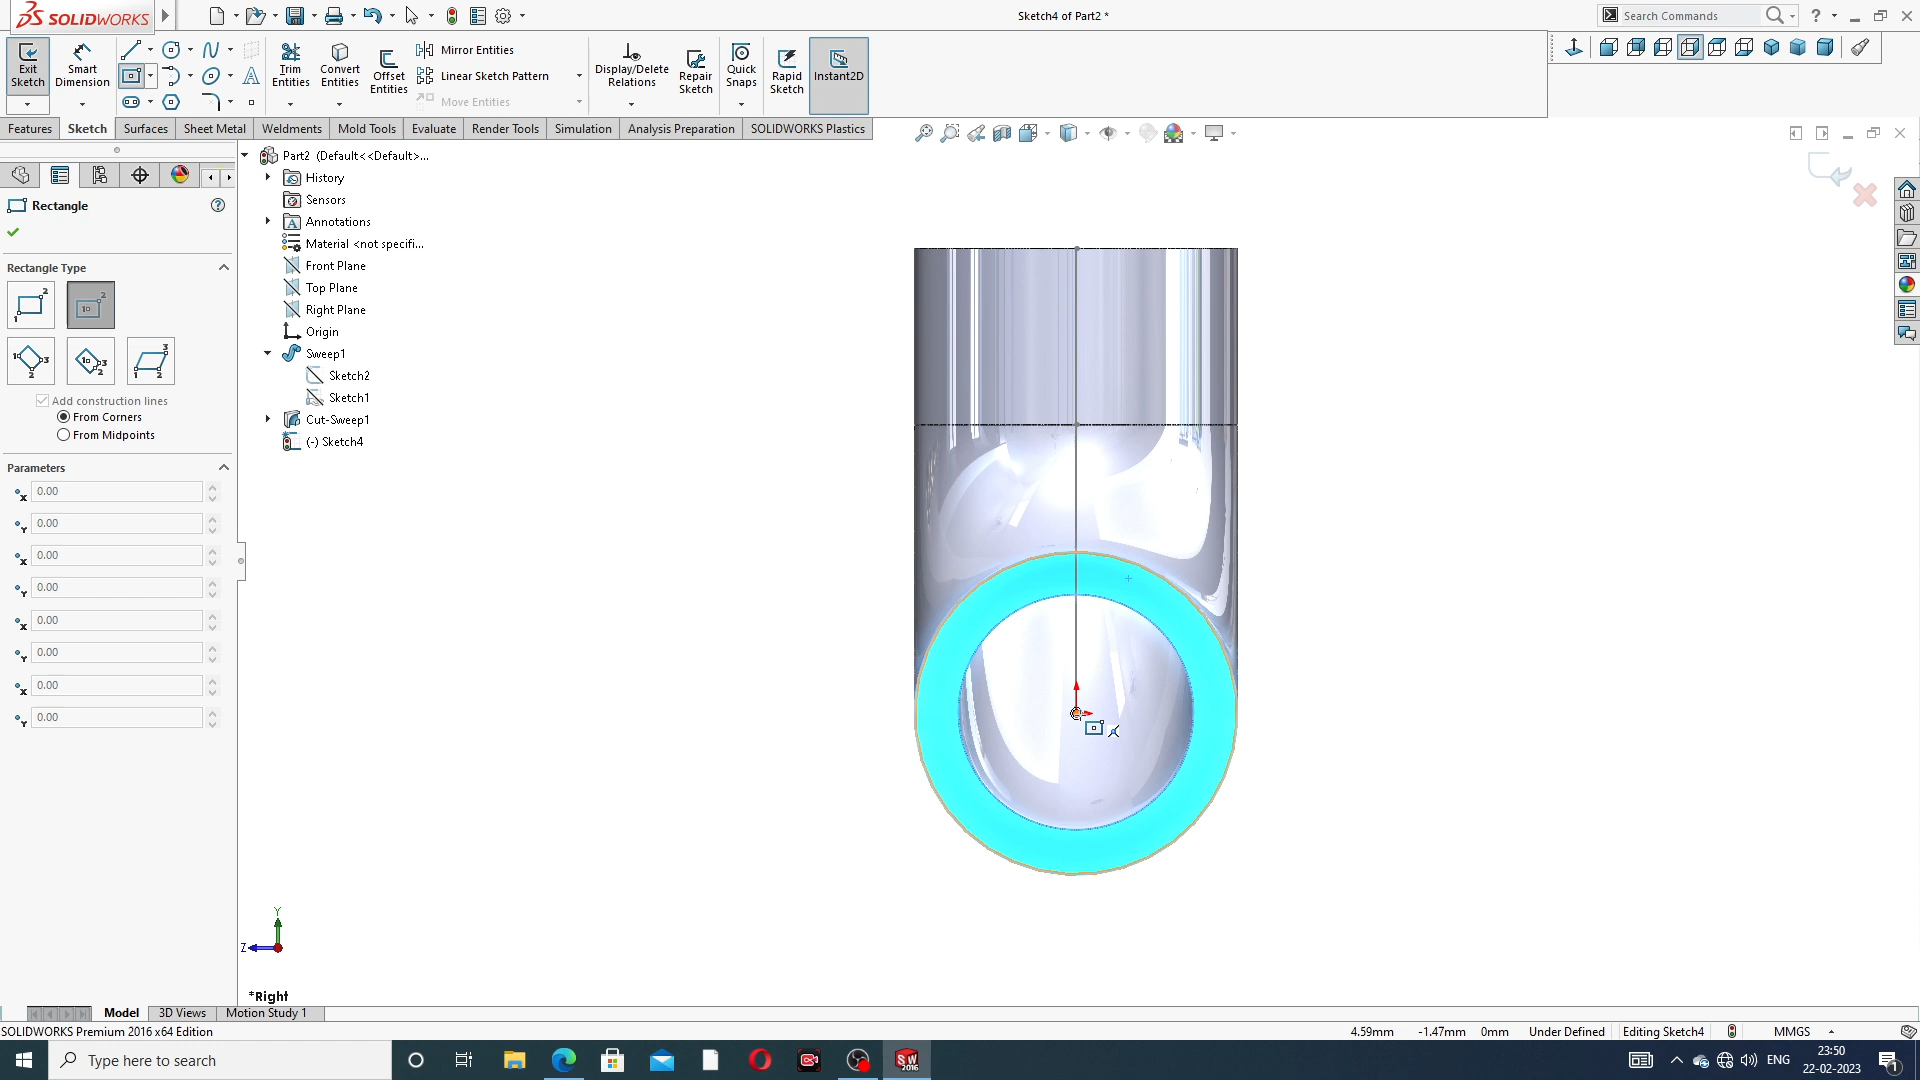 SOLIDWORKS
Sketch4 of Part2 *
Search Commands
Exit Sketch
Smart Dimension
Trim Entities
Convert Entities
Offset Entities
Mirror Entities
Linear Sketch Pattern
Move Entities
Display/Delete Relations
Repair Sketch
Quick Snaps
Rapid Sketch
Instant2D
Features
Sketch
Surfaces
Sheet Metal
Weldments
Mold Tools
Evaluate
Render Tools
Simulation
Analysis Preparation
SOLIDWORKS Plastics
Rectangle
Rectangle Type
Add construction lines
From Corners
From Midpoints
Parameters
0.00
0.00
0.00
0.00
0.00
0.00
0.00
0.00
Part2 (Default<<Default>...
History
Sensors
Annotations
Material <not specifi...
Front Plane
Top Plane
Right Plane
Origin
Sweep1
Sketch2
Sketch1
Cut-Sweep1
(-) Sketch4
Y
Z
*Right
Model
3D Views
Motion Study 1
SOLIDWORKS Premium 2016 x64 Edition
4.59mm
-1.47mm
0mm
Under Defined
Editing Sketch4
MMGS
Type here to search
ENG
23:50
22-02-2023